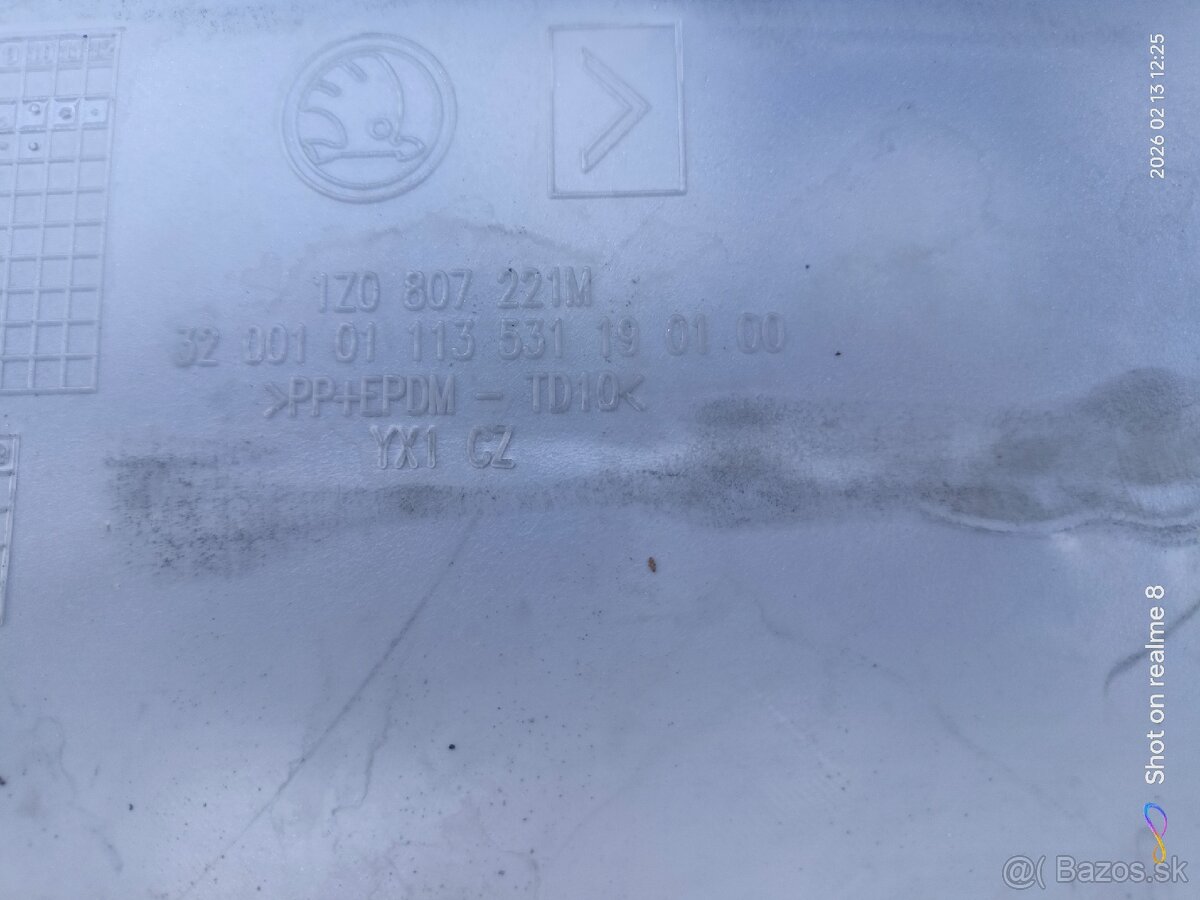 1Z0 807 221M
32 001 01 113 531 19 01 00
>PP+EPDM - TD10<
YX1 CZ
2026 02 13 12:25
Shot on realme 8
@( Bazos.sk